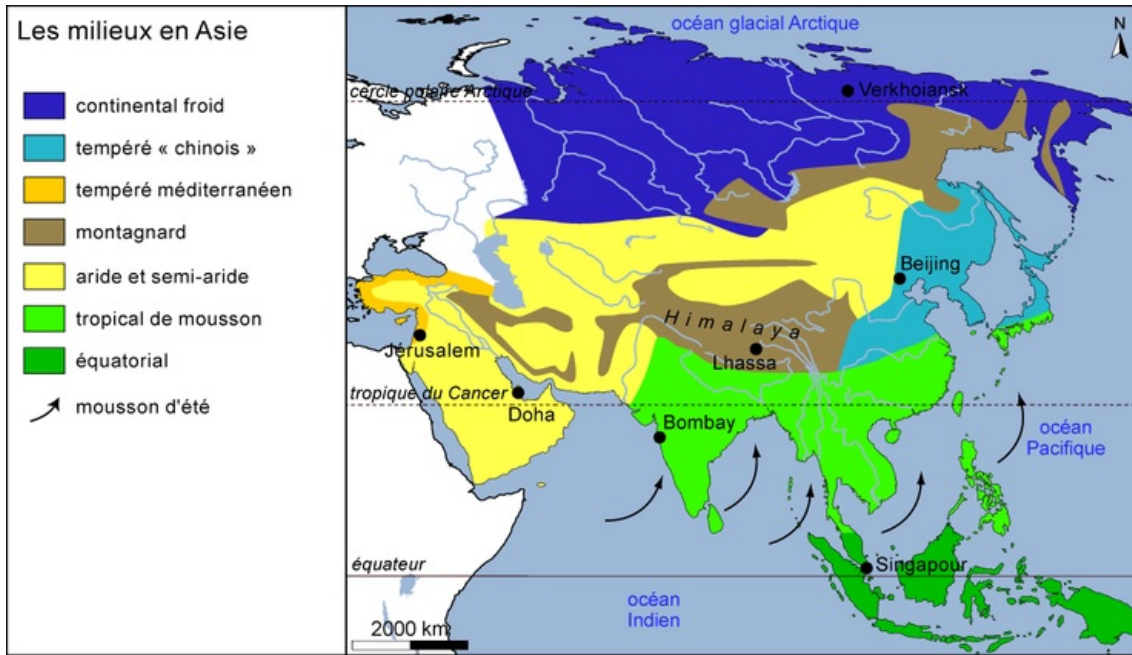 Les milieux en Asie
continental froid
tempéré « chinois »
tempéré méditerranéen
montagnard
aride et semi-aride
tropical de mousson
équatorial
mousson d'été
océan glacial Arctique
N
cercle polaire Arctique
Verkhoïansk
Beijing
Himalaya
Lhassa
Jérusalem
tropique du Cancer
Doha
Bombay
océan
Pacifique
équateur
Singapour
océan
Indien
2000 km